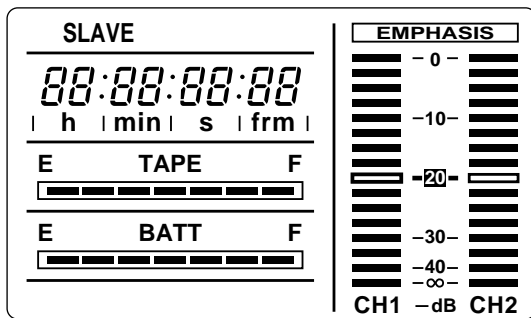 SLAVE
88:88:88:88
h min s frm
E TAPE F
E BATT F
EMPHASIS
0
-10-
-20-
-30-
-40-
-∞-
CH1 -dB CH2